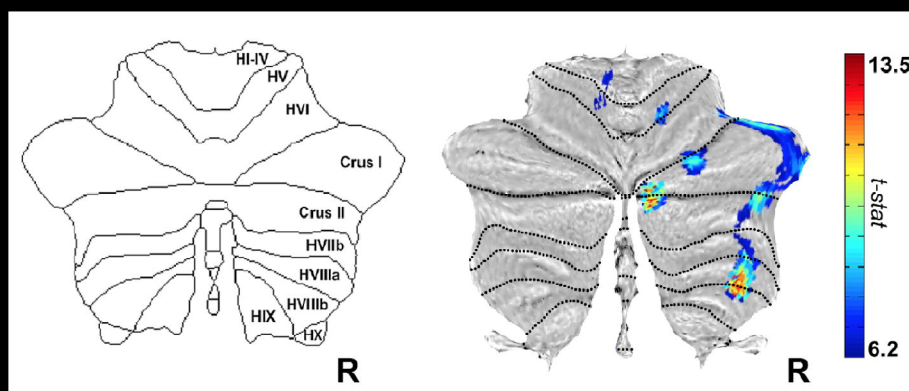 HI-IV
HV
HVI
Crus I
Crus II
HVIIb
HVIIIa
HVIIIb
HIX
HX
R
R
13.5
t-stat
6.2